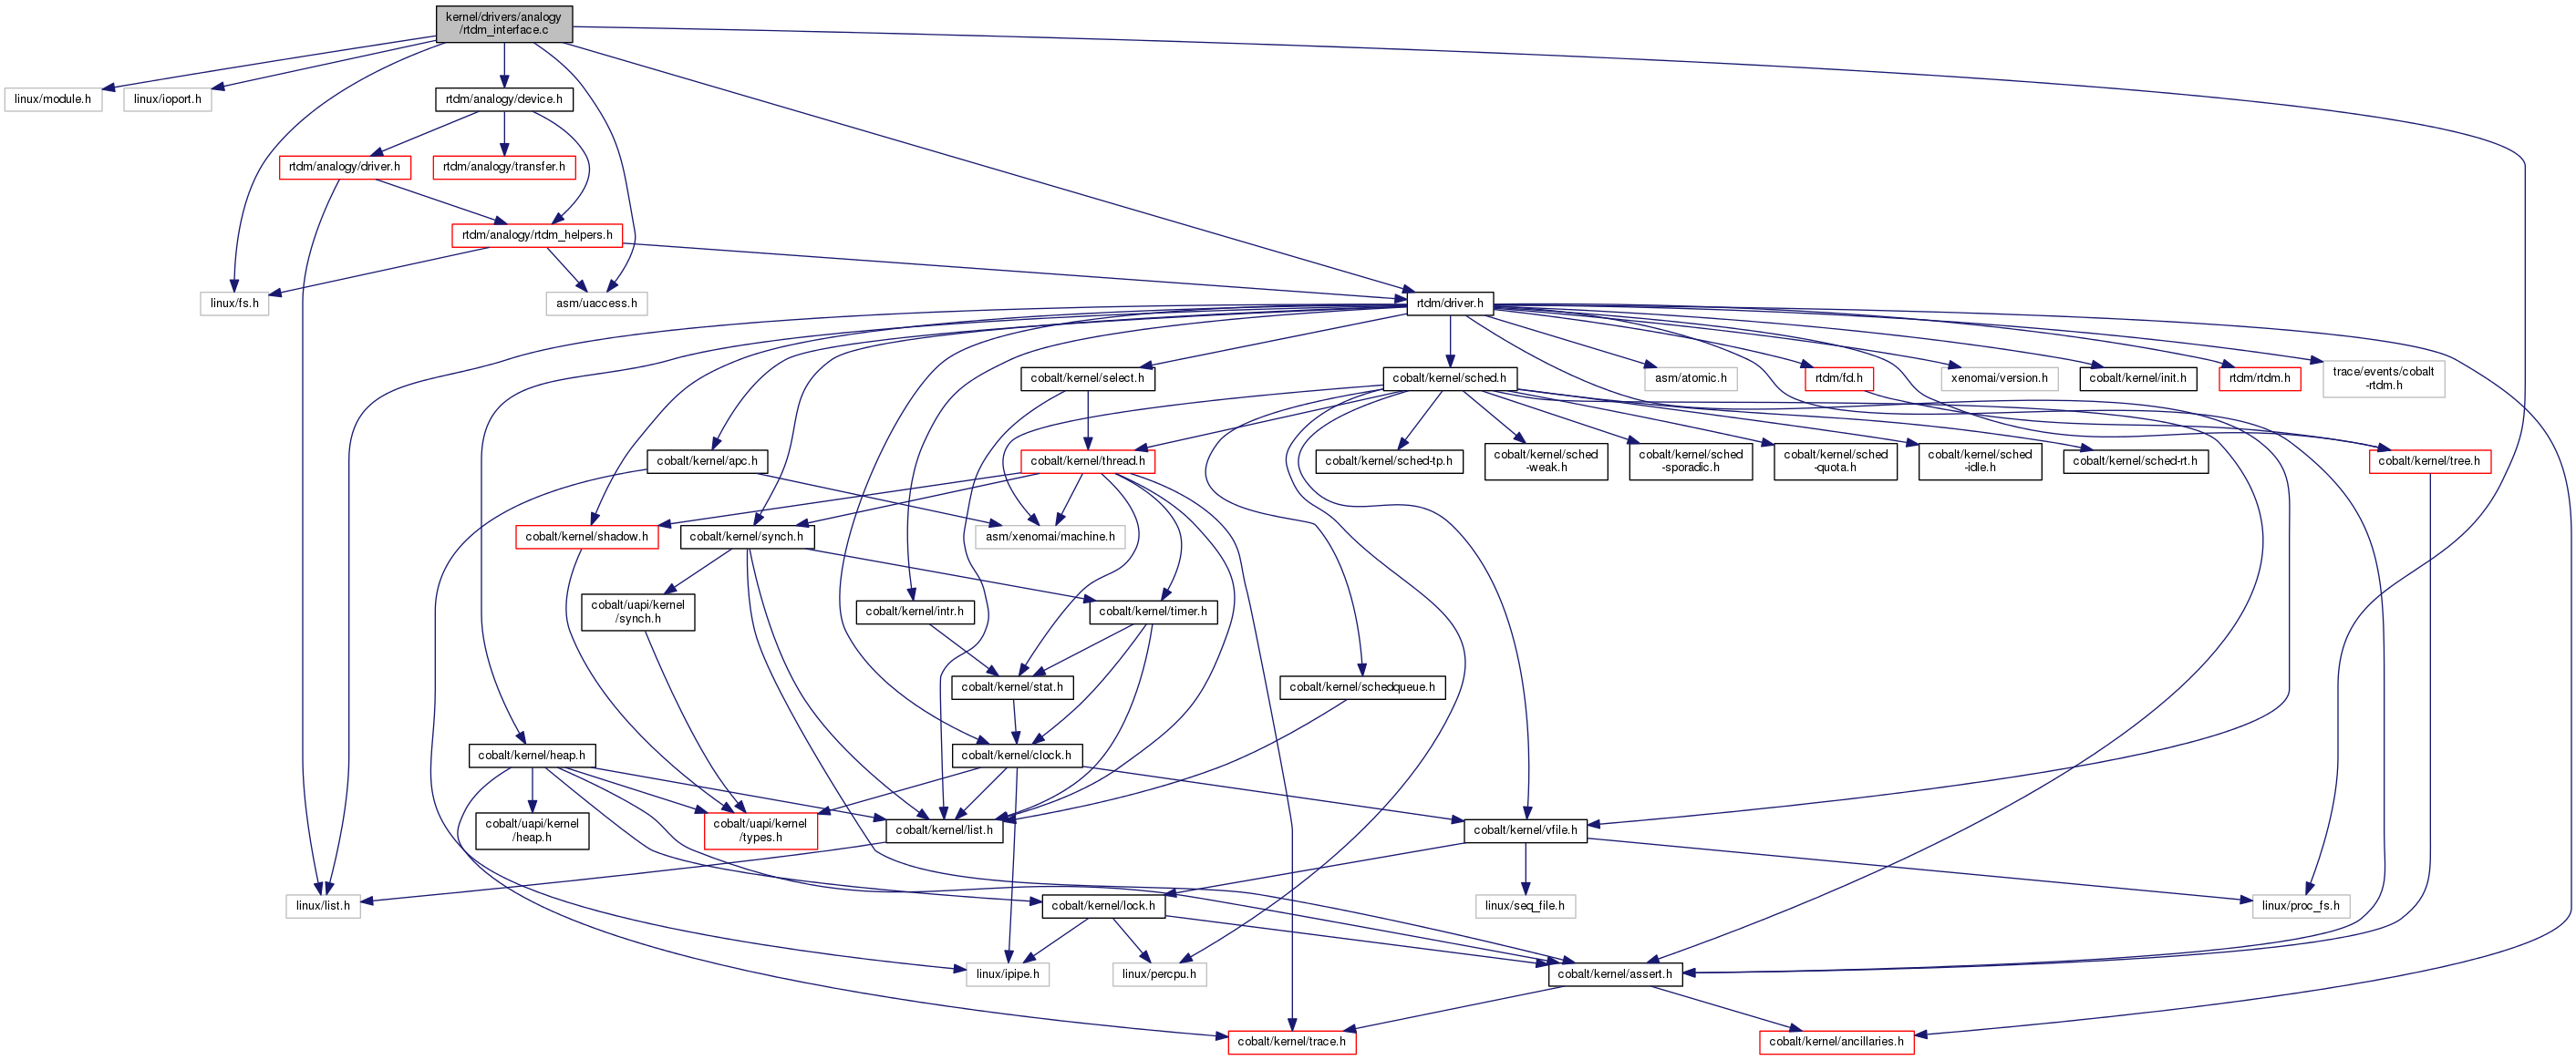 kernel/drivers/analogy
/rtdm_interface.c
linux/module.h
linux/ioport.h
rtdm/analogy/device.h
rtdm/analogy/driver.h
rtdm/analogy/transfer.h
rtdm/analogy/rtdm_helpers.h
linux/fs.h
asm/uaccess.h
rtdm/driver.h
cobalt/kernel/select.h
cobalt/kernel/sched.h
asm/atomic.h
rtdm/fd.h
xenomai/version.h
cobalt/kernel/init.h
rtdm/rtdm.h
trace/events/cobalt
-rtdm.h
cobalt/kernel/apc.h
cobalt/kernel/thread.h
cobalt/kernel/sched-tp.h
cobalt/kernel/sched
-weak.h
cobalt/kernel/sched
-sporadic.h
cobalt/kernel/sched
-quota.h
cobalt/kernel/sched
-idle.h
cobalt/kernel/sched-rt.h
cobalt/kernel/tree.h
cobalt/kernel/shadow.h
cobalt/kernel/synch.h
asm/xenomai/machine.h
cobalt/uapi/kernel
/synch.h
cobalt/kernel/intr.h
cobalt/kernel/timer.h
cobalt/kernel/stat.h
cobalt/kernel/schedqueue.h
cobalt/kernel/heap.h
cobalt/kernel/clock.h
cobalt/uapi/kernel
/heap.h
cobalt/uapi/kernel
/types.h
cobalt/kernel/list.h
cobalt/kernel/vfile.h
linux/list.h
cobalt/kernel/lock.h
linux/seq_file.h
linux/proc_fs.h
linux/ipipe.h
linux/percpu.h
cobalt/kernel/assert.h
cobalt/kernel/trace.h
cobalt/kernel/ancillaries.h